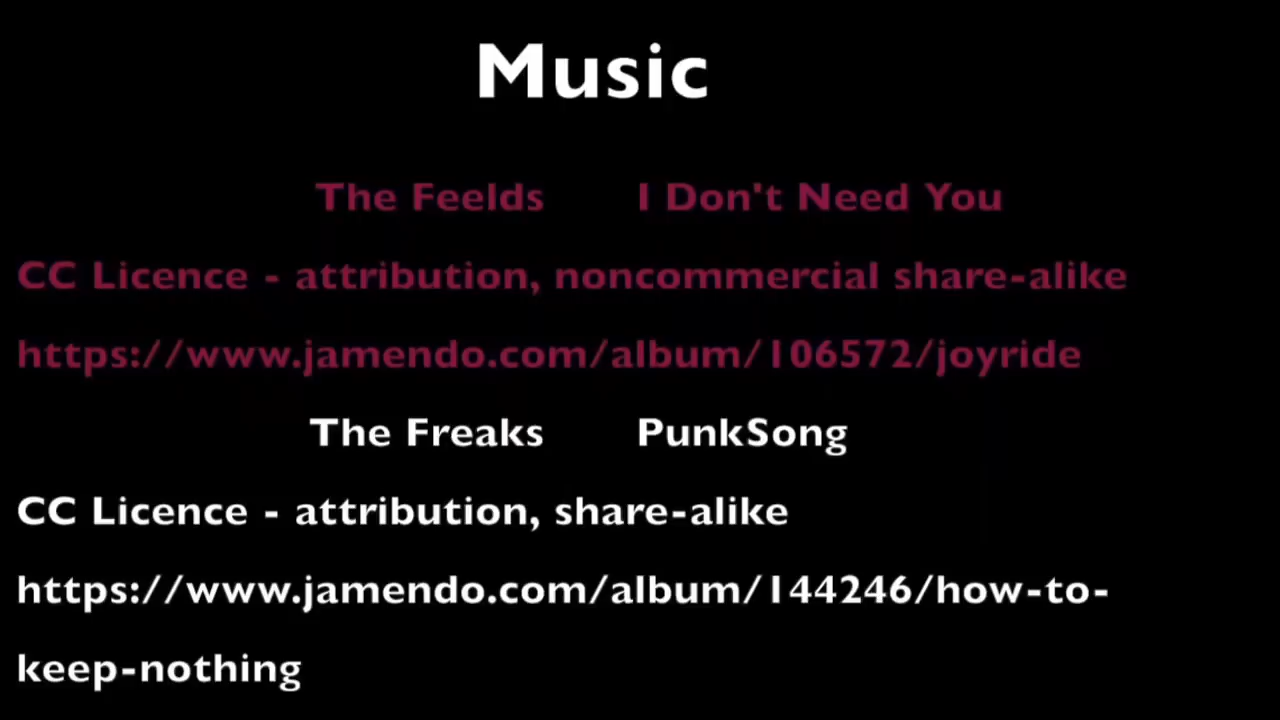 Music
The Feelds I Don't Need You
CC Licence - attribution, noncommercial share-alike
https://www.jamendo.com/album/106572/joyride
The Freaks PunkSong
CC Licence - attribution, share-alike
https://www.jamendo.com/album/144246/how-to-
keep-nothing